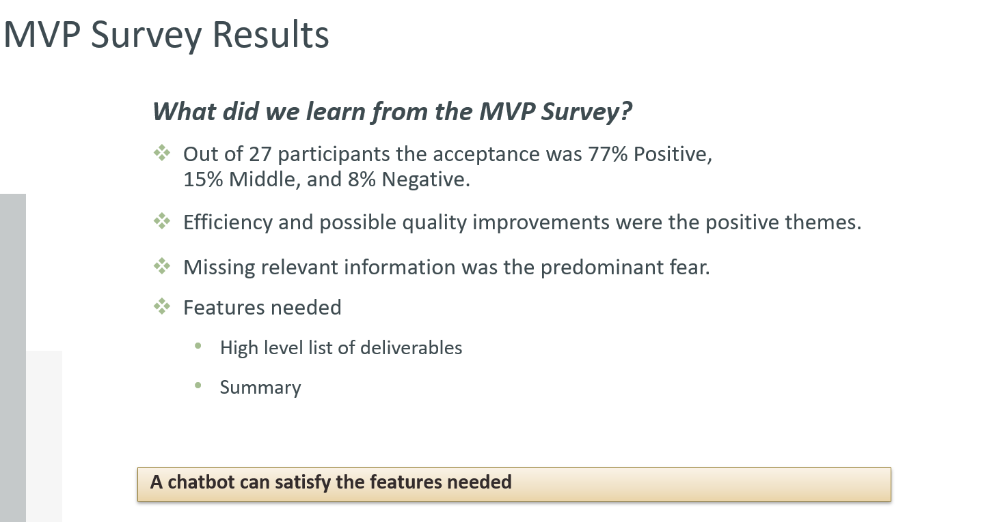 MVP Survey Results
What did we learn from the MVP Survey?
Out of 27 participants the acceptance was 77% Positive,
15% Middle, and 8% Negative.
Efficiency and possible quality improvements were the positive themes.
Missing relevant information was the predominant fear.
Features needed
High level list of deliverables
Summary
A chatbot can satisfy the features needed